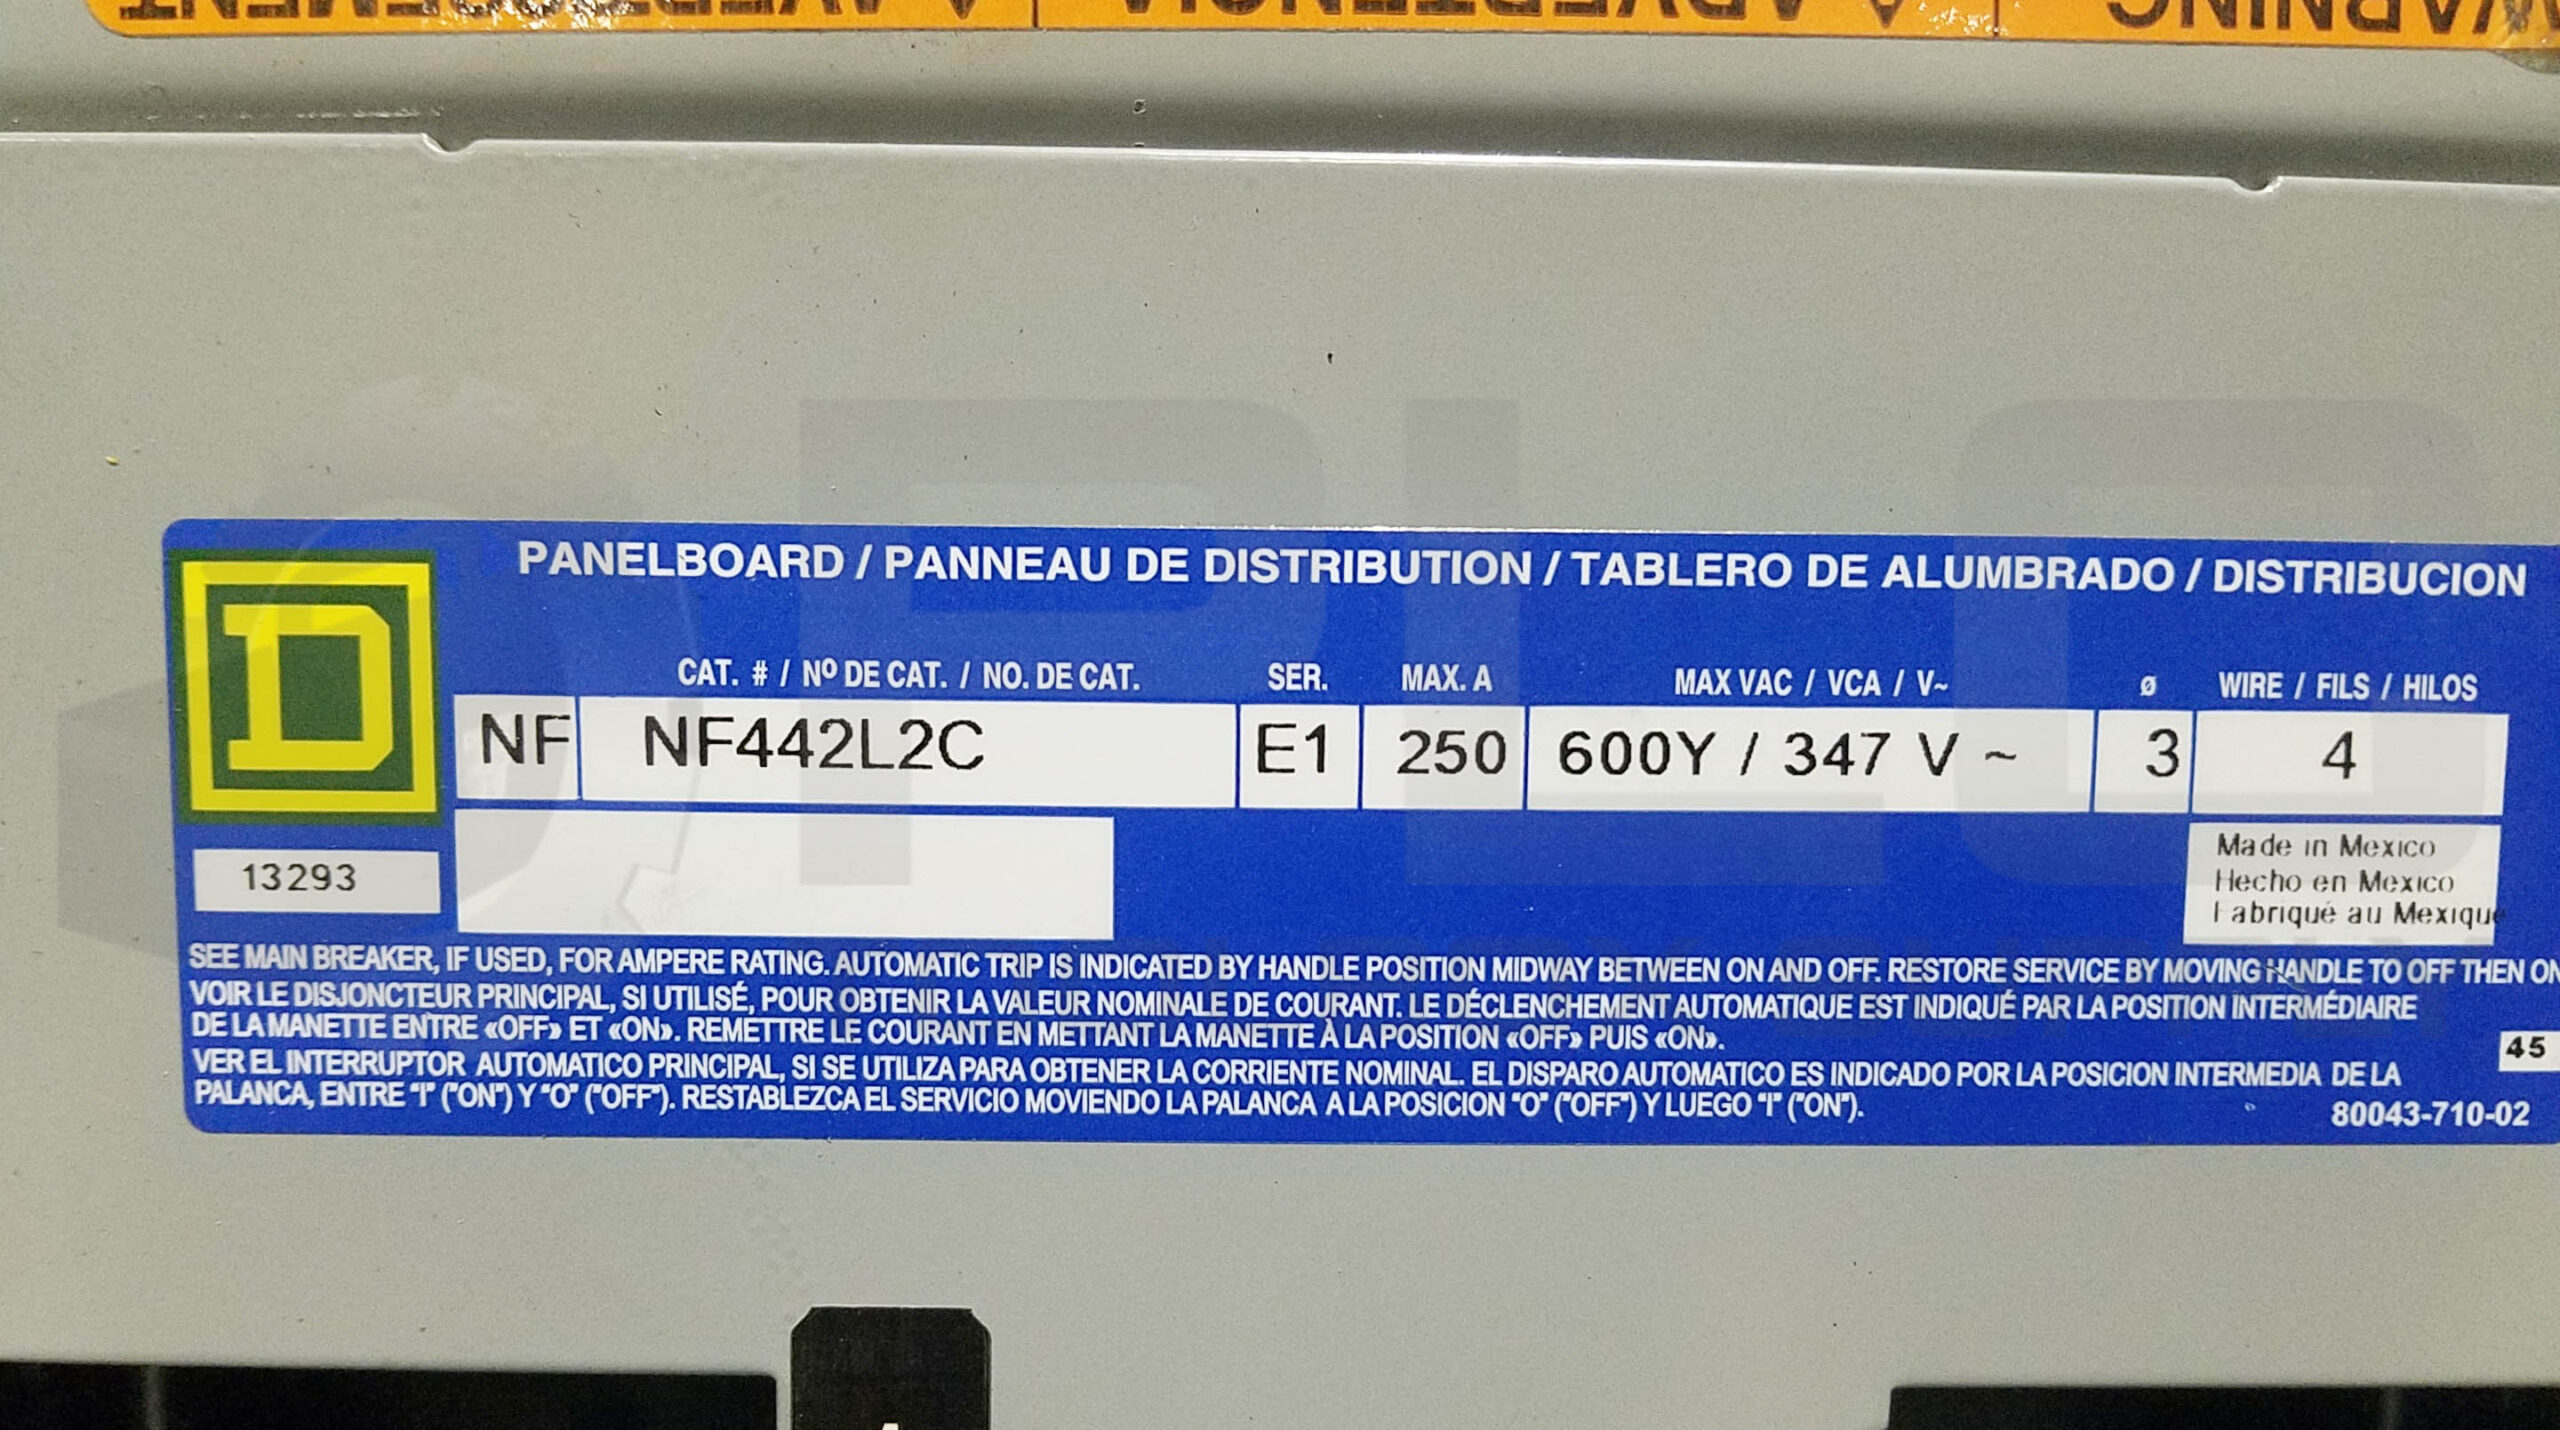 WARNING ADVERTENCIA AVERTISSEMENT
PANELBOARD / PANNEAU DE DISTRIBUTION / TABLERO DE ALUMBRADO / DISTRIBUCION
CAT. # / Nº DE CAT. / NO. DE CAT. SER. MAX. A MAX VAC / VCA / V~ ø WIRE / FILS / HILOS
D
NF NF442L2C E1 250 600Y / 347 V ~ 3 4
13293
Made in Mexico
Hecho en Mexico
Fabriqué au Mexique
SEE MAIN BREAKER, IF USED, FOR AMPERE RATING. AUTOMATIC TRIP IS INDICATED BY HANDLE POSITION MIDWAY BETWEEN ON AND OFF. RESTORE SERVICE BY MOVING HANDLE TO OFF THEN ON
VOIR LE DISJONCTEUR PRINCIPAL, SI UTILISÉ, POUR OBTENIR LA VALEUR NOMINALE DE COURANT. LE DÉCLENCHEMENT AUTOMATIQUE EST INDIQUÉ PAR LA POSITION INTERMÉDIAIRE
DE LA MANETTE ENTRE «OFF» ET «ON». REMETTRE LE COURANT EN METTANT LA MANETTE À LA POSITION «OFF» PUIS «ON».
45
VER EL INTERRUPTOR AUTOMATICO PRINCIPAL, SI SE UTILIZA PARA OBTENER LA CORRIENTE NOMINAL. EL DISPARO AUTOMATICO ES INDICADO POR LA POSICION INTERMEDIA DE LA
PALANCA, ENTRE "I" ("ON") Y "O" ("OFF"). RESTABLEZCA EL SERVICIO MOVIENDO LA PALANCA A LA POSICION "O" ("OFF") Y LUEGO "I" ("ON").
80043-710-02